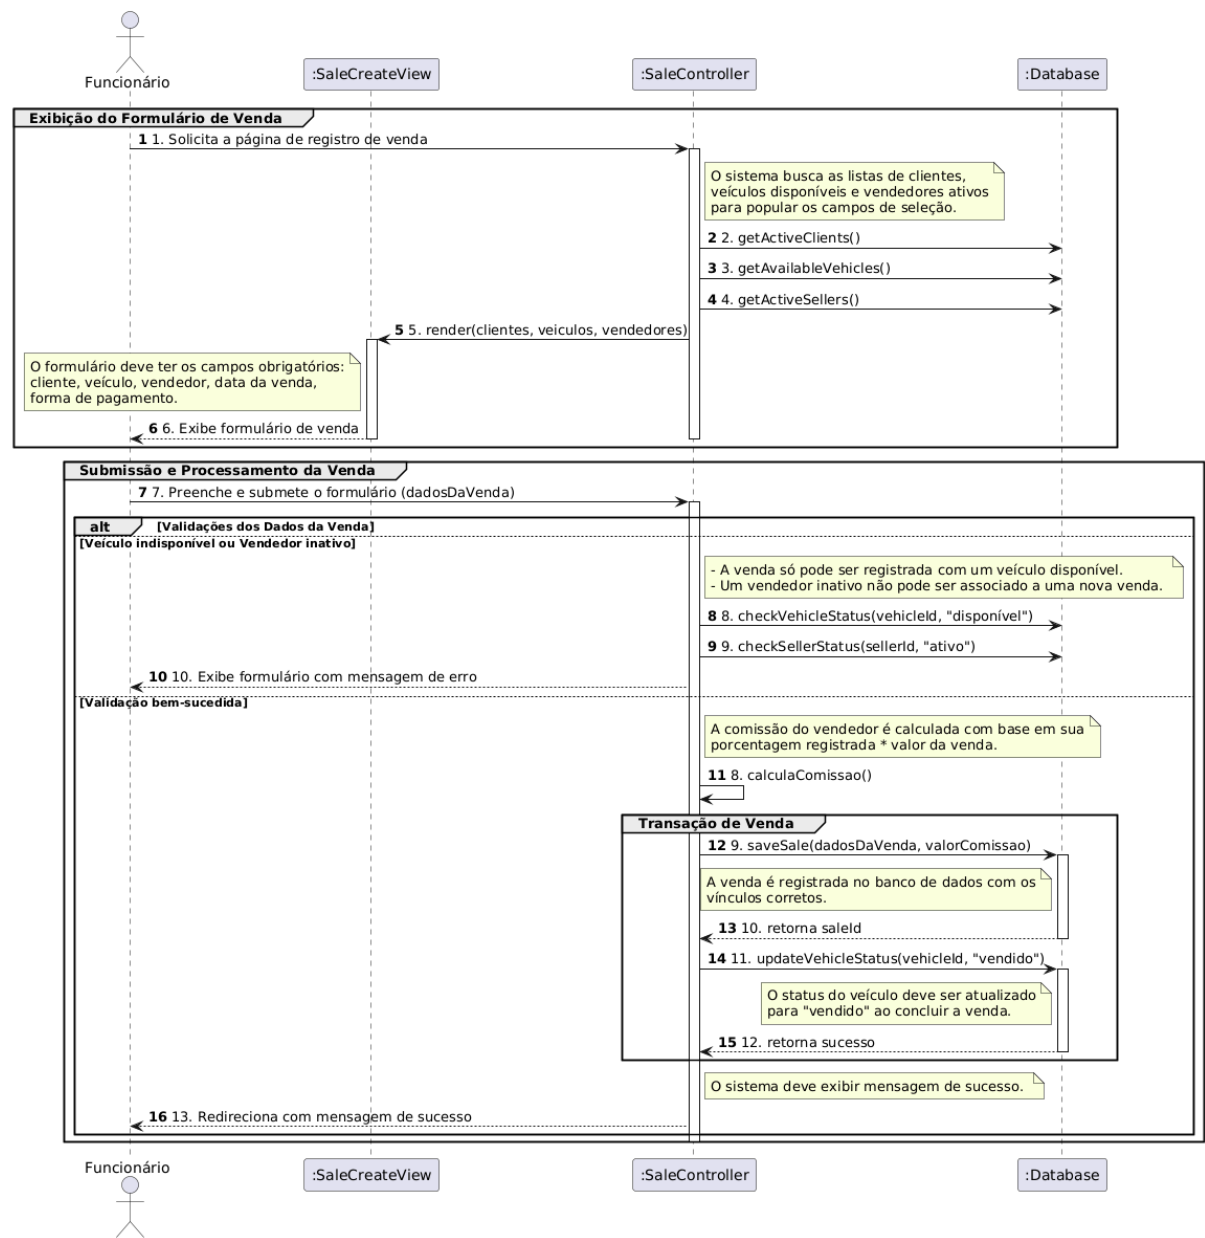 Funcionário
:SaleCreateView
:SaleController
:Database
Exibição do Formulário de Venda
1 1. Solicita a página de registro de venda
O sistema busca as listas de clientes,
veículos disponíveis e vendedores ativos
para popular os campos de seleção.
2 2. getActiveClients()
3 3. getAvailableVehicles()
4 4. getActiveSellers()
5 5. render(clientes, veiculos, vendedores)
O formulário deve ter os campos obrigatórios:
cliente, veículo, vendedor, data da venda,
forma de pagamento.
6 6. Exibe formulário de venda
Submissão e Processamento da Venda
7 7. Preenche e submete o formulário (dadosDaVenda)
alt [Validações dos Dados da Venda]
[Veículo indisponível ou Vendedor inativo]
- A venda só pode ser registrada com um veículo disponível.
- Um vendedor inativo não pode ser associado a uma nova venda.
8 8. checkVehicleStatus(vehicleId, "disponível")
9 9. checkSellerStatus(sellerId, "ativo")
10 10. Exibe formulário com mensagem de erro
[Validação bem-sucedida]
A comissão do vendedor é calculada com base em sua
porcentagem registrada * valor da venda.
11 8. calculaComissao()
Transação de Venda
12 9. saveSale(dadosDaVenda, valorComissao)
A venda é registrada no banco de dados com os
vínculos corretos.
13 10. retorna saleId
14 11. updateVehicleStatus(vehicleId, "vendido")
O status do veículo deve ser atualizado
para "vendido" ao concluir a venda.
15 12. retorna sucesso
O sistema deve exibir mensagem de sucesso.
16 13. Redireciona com mensagem de sucesso
Funcionário
:SaleCreateView
:SaleController
:Database